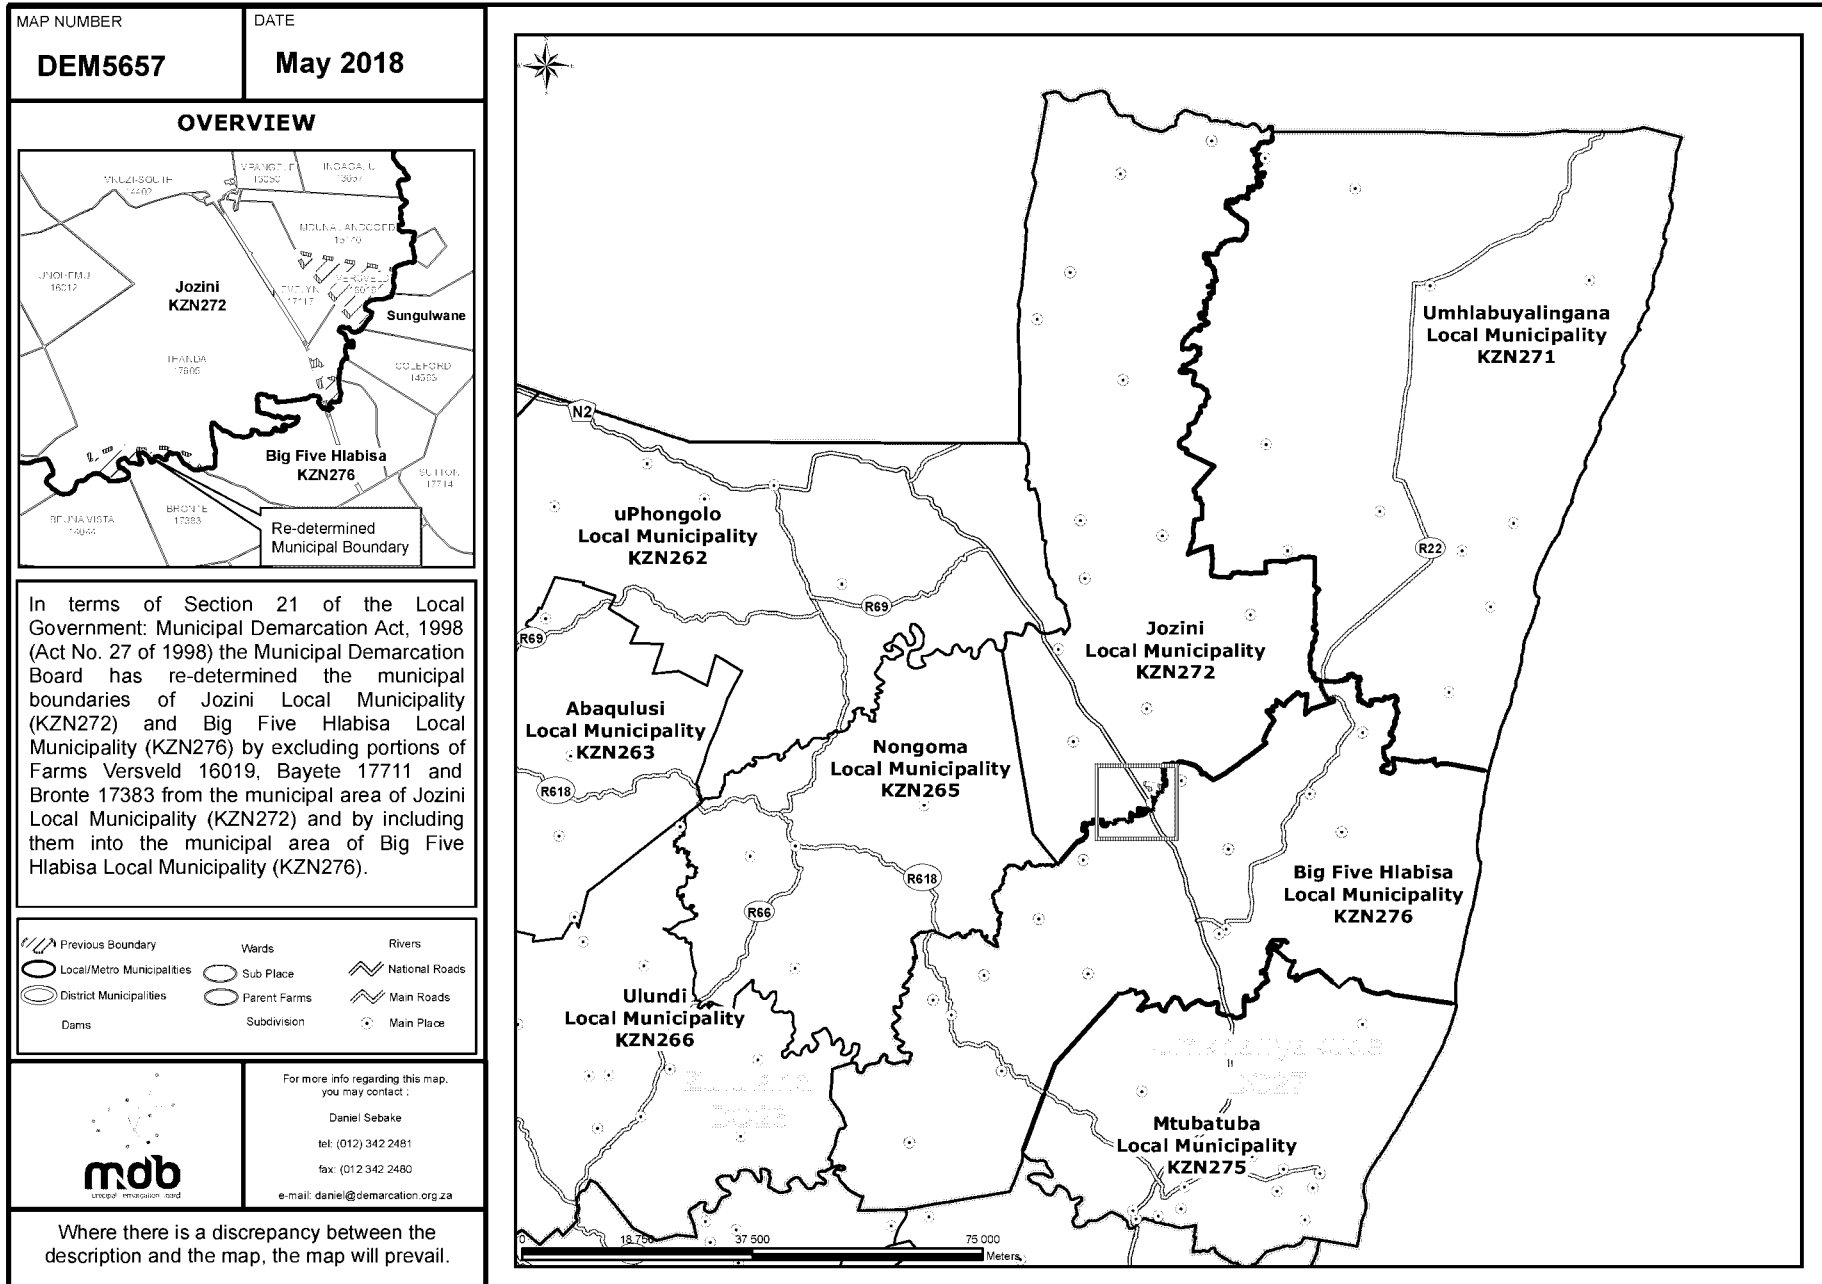 MAP NUMBER
DEM5657
DATE
May 2018
OVERVIEW
Jozini
KZN272
Sungulwane
THANDA
17605
COLEFORD
BRONTE
17383
SUTTON
17714
Big Five Hlabisa
KZN276
Re-determined
Municipal Boundary
In terms of Section 21 of the Local
Government: Municipal Demarcation Act, 1998
(Act No. 27 of 1998) the Municipal Demarcation
Board has re-determined the municipal
boundaries of Jozini Local Municipality
(KZN272) and Big Five Hlabisa Local
Municipality (KZN276) by excluding portions of
Farms Versveld 16019, Bayete 17711 and
Bronte 17383 from the municipal area of Jozini
Local Municipality (KZN272) and by including
them into the municipal area of Big Five
Hlabisa Local Municipality (KZN276).
Previous Boundary
Local/Metro Municipalities
District Municipalities
Dams
Wards
Sub Place
Parent Farms
Subdivision
Rivers
National Roads
Main Roads
Main Place
mdb
For more info regarding this map,
you may contact :
Daniel Sebake
tel: (012) 342 2481
fax: (012 342 2480
e-mail: daniel@demarcation.org.za
Where there is a discrepancy between the
description and the map, the map will prevail.
Umhlabuyalingana
Local Municipality
KZN271
N2
uPhongolo
Local Municipality
KZN262
R22
R69
R69
Jozini
Local Municipality
KZN272
Abaqulusi
Local Municipality
KZN263
Nongoma
Local Municipality
KZN265
R618
R618
Big Five Hlabisa
Local Municipality
KZN276
R66
Ulundi
Local Municipality
KZN266
Mtubatuba
Local Municipality
KZN275
0 18 750 37 500 75 000
Meters